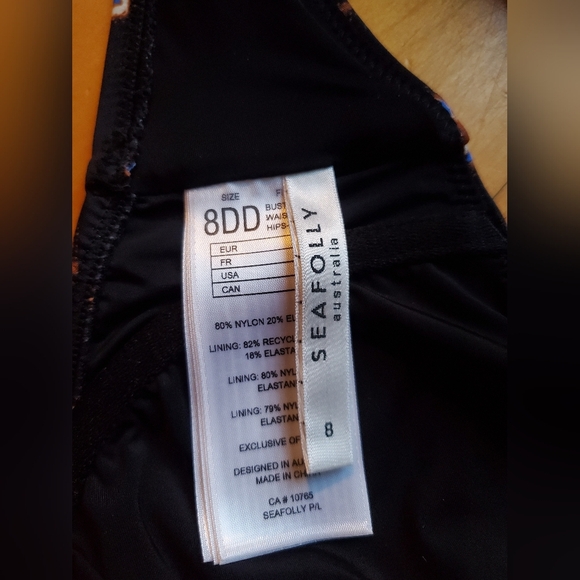 SIZE
8DD
BUST
WAIS
HIPS-
EUR
FR
USA
CAN
80% NYLON 20% EL
LINING: 82% RECYC
18% ELASTA
LINING: 80% NYL
ELASTAN
LINING: 79% NYL
ELASTAN
EXCLUSIVE OF
DESIGNED IN AU
MADE IN CHI
CA # 10765
SEAFOLLY P/L
SEAFOLLY
australia
8